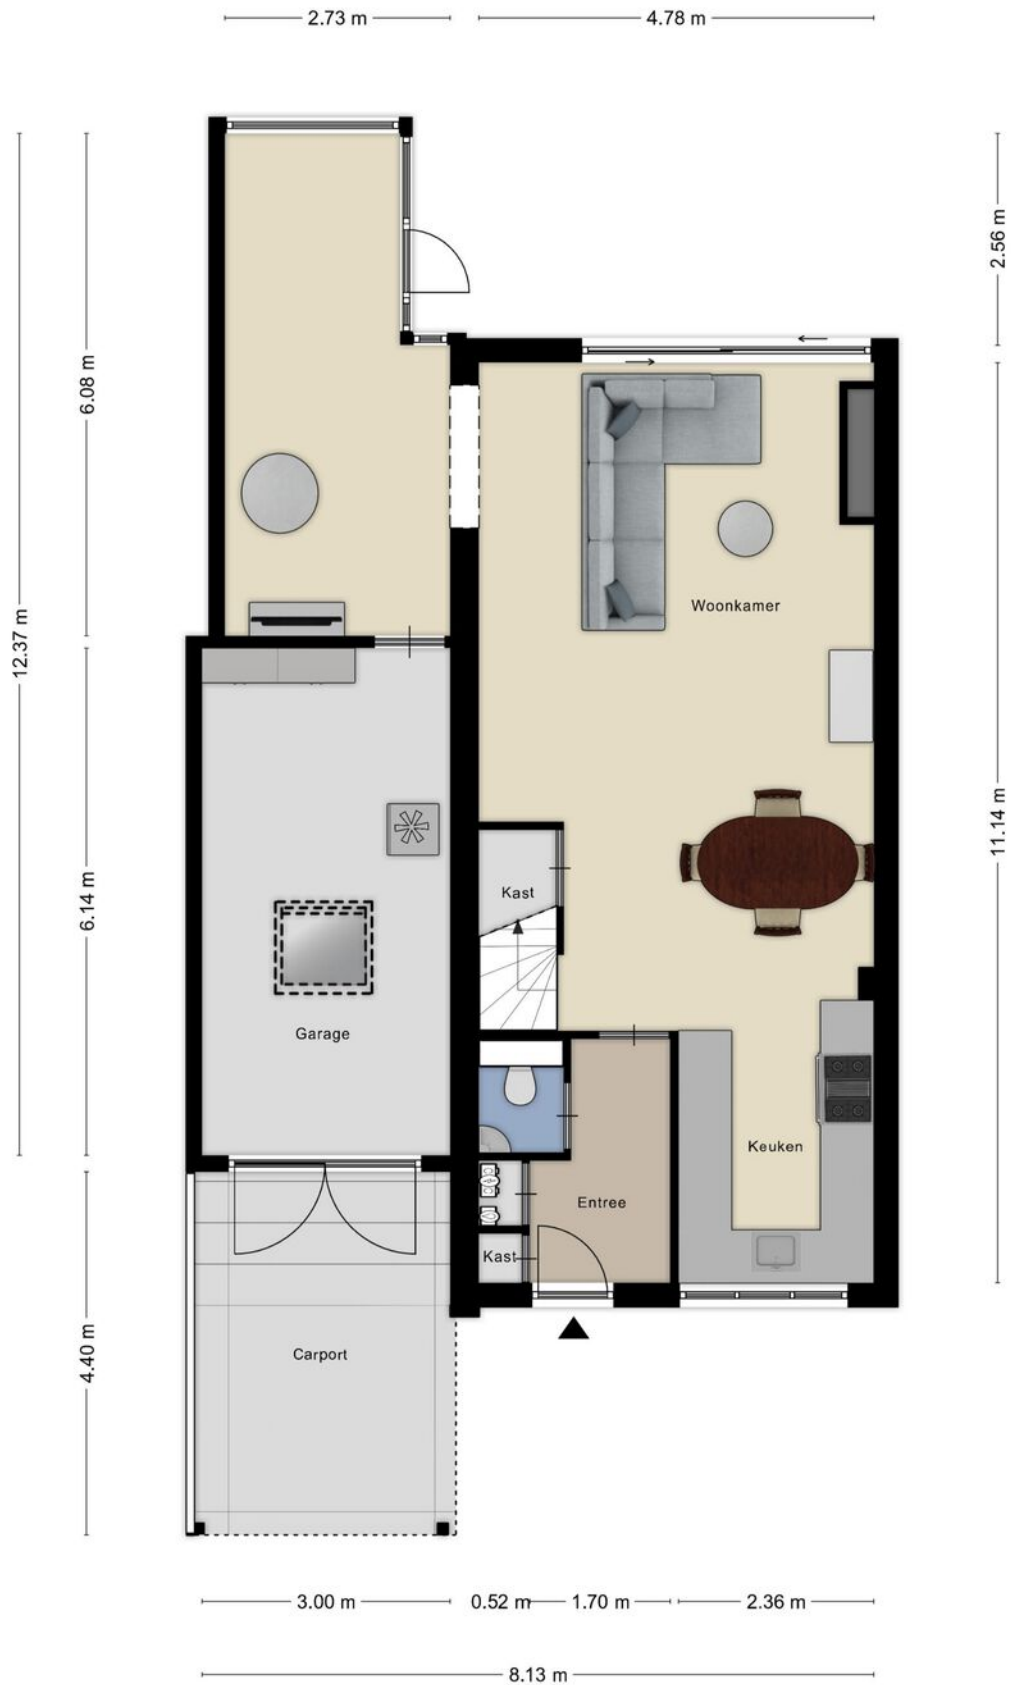 2.73 m
4.78 m
2.56 m
6.08 m
12.37 m
Woonkamer
11.14 m
Kast
6.14 m
Garage
Keuken
Entree
Kast
Carport
4.40 m
3.00 m
0.52 m
1.70 m
2.36 m
8.13 m